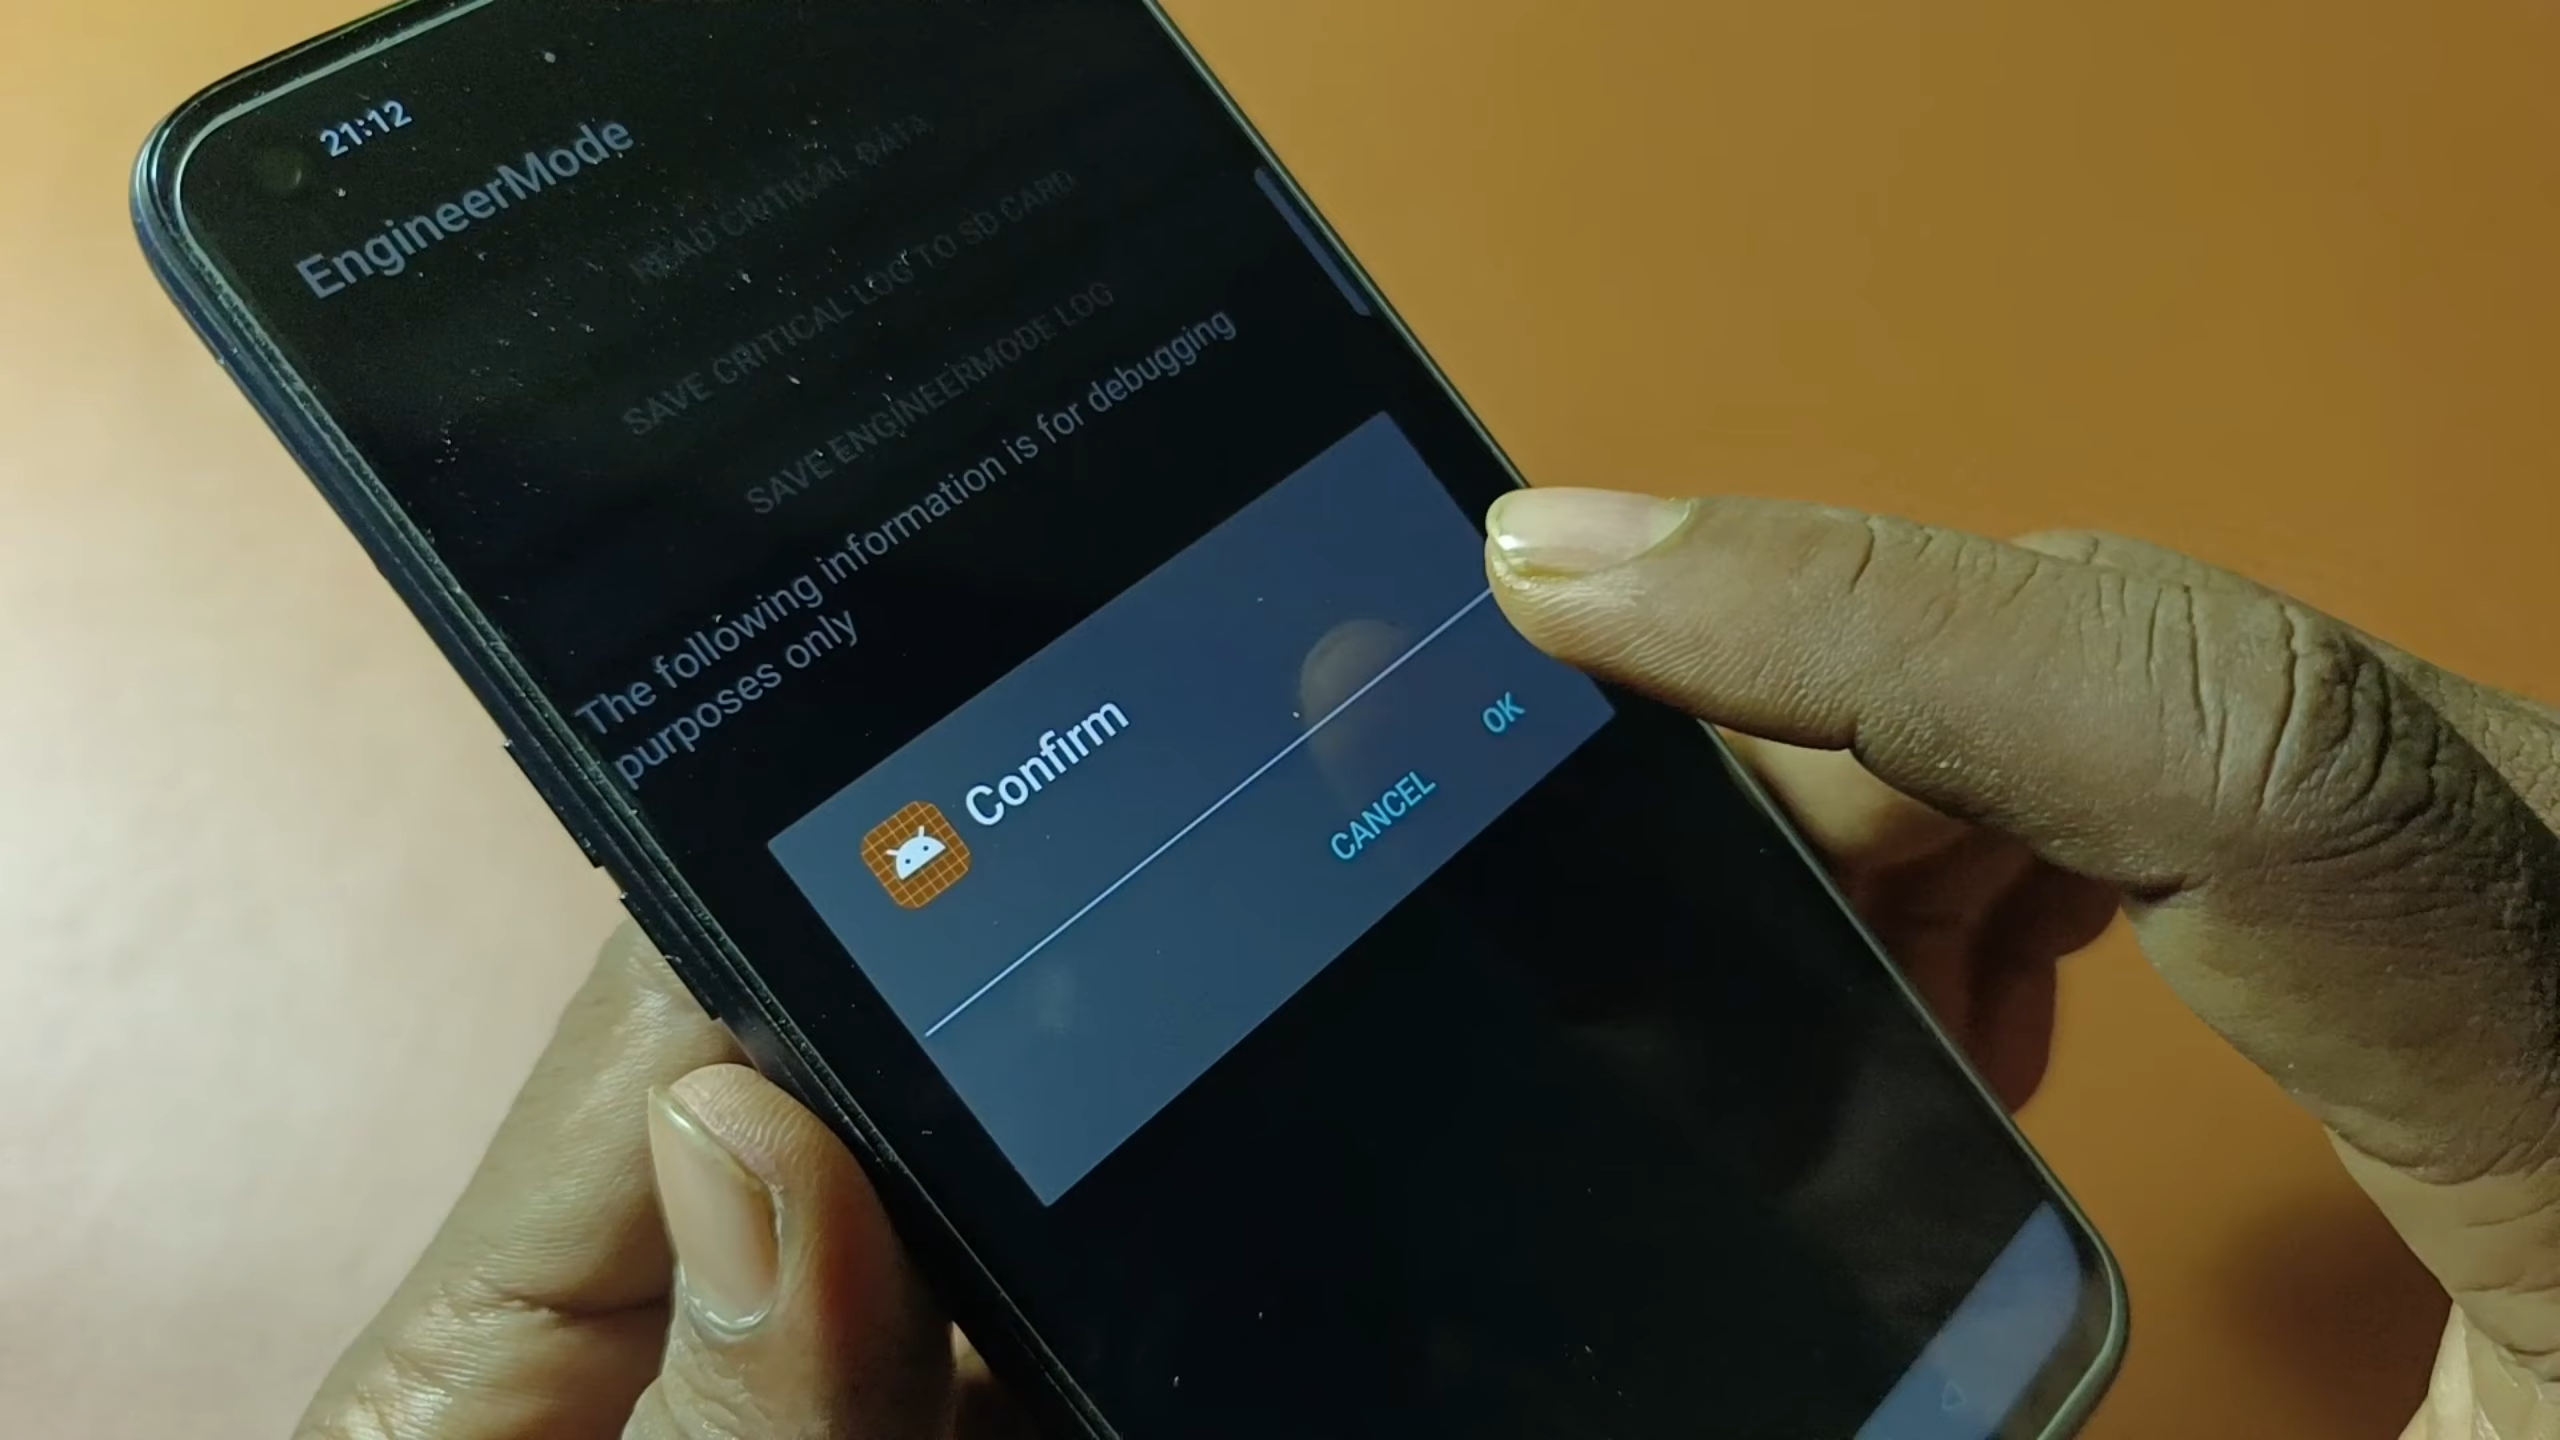 21:12
EngineerMode
READ CRITICAL DATA
SAVE CRITICAL LOG TO SD CARD
SAVE ENGINEERMODE LOG
The following information is for debugging
purposes only
Confirm
CANCEL
OK